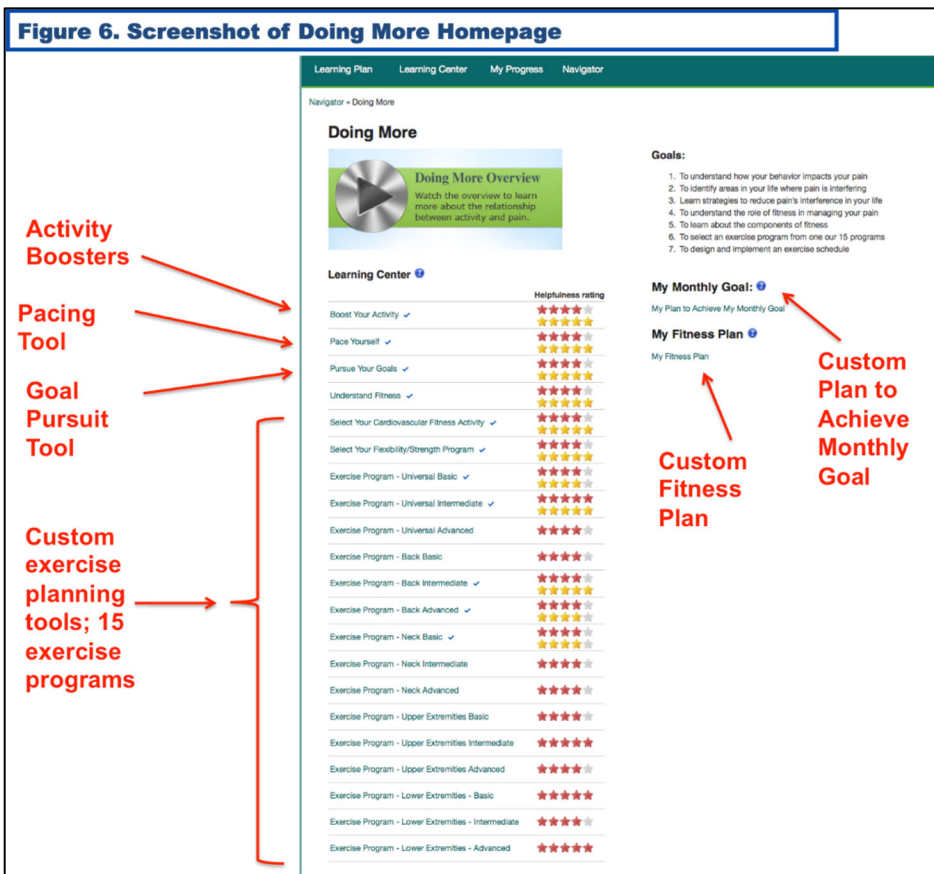 Figure 6. Screenshot of Doing More Homepage
Learning Plan Learning Center My Progress Navigator
Navigator » Doing More
Doing More
Doing More Overview
Watch the overview to learn
more about the relationship
between activity and pain.
Goals:
1. To understand how your behavior impacts your pain
2. To identify areas in your life where pain is interfering
3. Learn strategies to reduce pain's interference in your life
4. To understand the role of fitness in managing your pain
5. To learn about the components of fitness
6. To select an exercise program from one our 15 programs
7. To design and implement an exercise schedule
Activity
Boosters
Pacing
Tool
Goal
Pursuit
Tool
Custom
exercise
planning
tools; 15
exercise
programs
Learning Center ?
Helpfulness rating
Boost Your Activity ✓
Pace Yourself ✓
Pursue Your Goals ✓
Understand Fitness ✓
Select Your Cardiovascular Fitness Activity ✓
Select Your Flexibility/Strength Program ✓
Exercise Program - Universal Basic ✓
Exercise Program - Universal Intermediate ✓
Exercise Program - Universal Advanced
Exercise Program - Back Basic
Exercise Program - Back Intermediate ✓
Exercise Program - Back Advanced ✓
Exercise Program - Neck Basic ✓
Exercise Program - Neck Intermediate
Exercise Program - Neck Advanced
Exercise Program - Upper Extremities Basic
Exercise Program - Upper Extremities Intermediate
Exercise Program - Upper Extremities Advanced
Exercise Program - Lower Extremities - Basic
Exercise Program - Lower Extremities - Intermediate
Exercise Program - Lower Extremities - Advanced
My Monthly Goal: ?
My Plan to Achieve My Monthly Goal
My Fitness Plan ?
My Fitness Plan
Custom
Fitness
Plan
Custom
Plan to
Achieve
Monthly
Goal